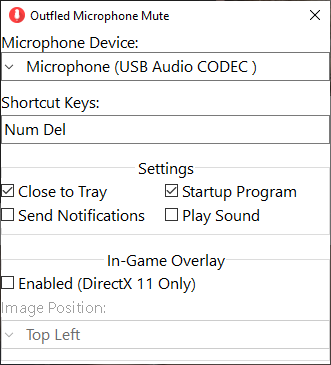 Outfled Microphone Mute
Microphone Device:
Microphone (USB Audio CODEC )
Shortcut Keys:
Num Del
Settings
Close to Tray
Startup Program
Send Notifications
Play Sound
In-Game Overlay
Enabled (DirectX 11 Only)
Image Position:
Top Left